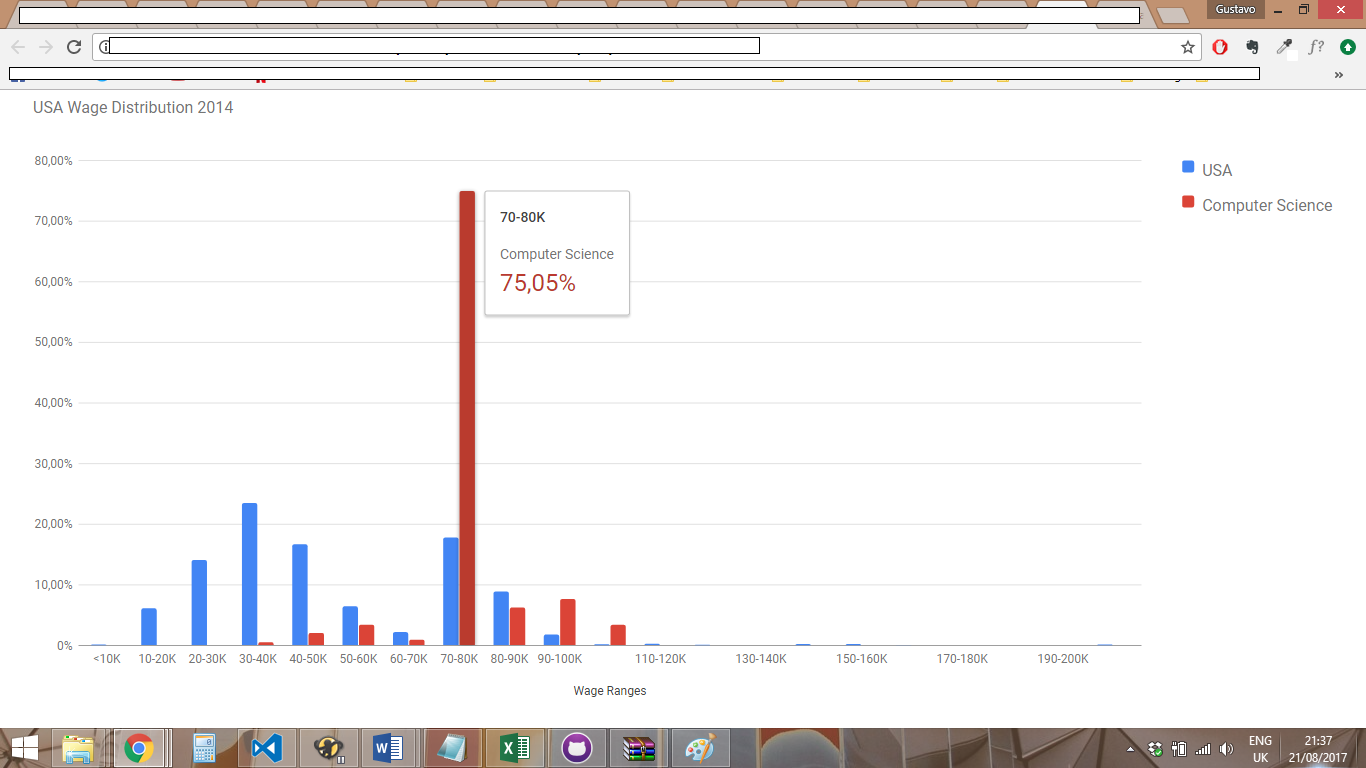 Gustavo
f?
»
USA Wage Distribution 2014
80,00%
70,00%
60,00%
50,00%
40,00%
30,00%
20,00%
10,00%
0%
USA
Computer Science
70-80K
Computer Science
75,05%
<10K 10-20K 20-30K 30-40K 40-50K 50-60K 60-70K 70-80K 80-90K 90-100K 110-120K 130-140K 150-160K 170-180K 190-200K
Wage Ranges
ENG
UK
21:37
21/08/2017